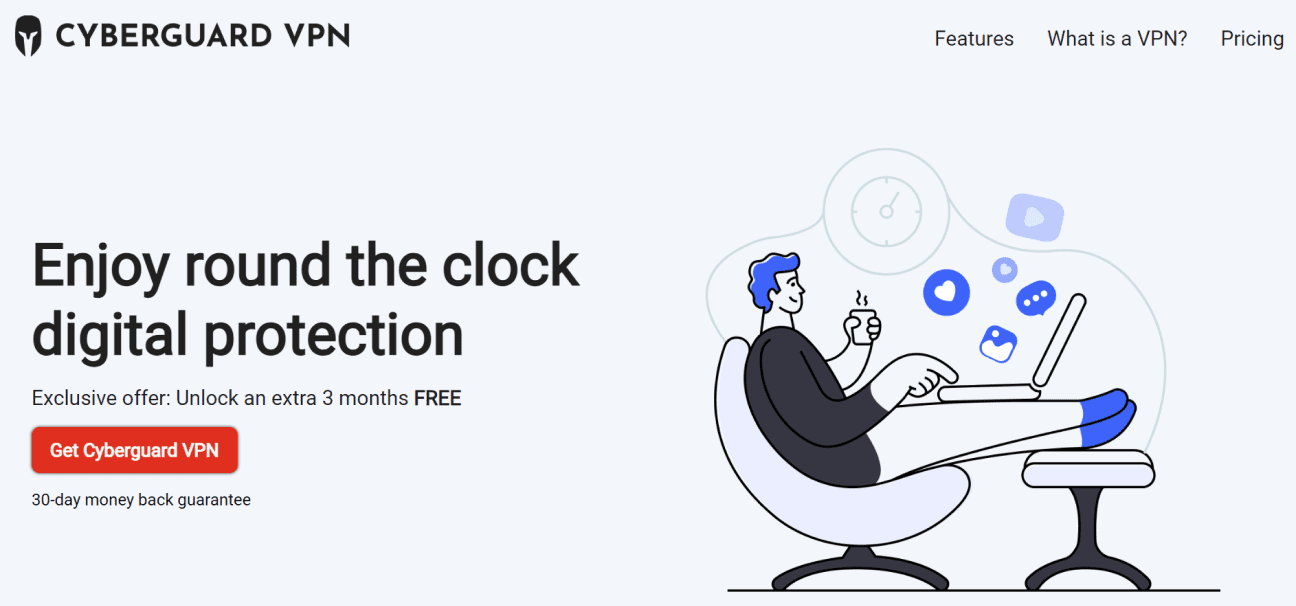 CYBERGUARD VPN
Features
What is a VPN?
Pricing
Enjoy round the clock
digital protection
Exclusive offer: Unlock an extra 3 months FREE
Get Cyberguard VPN
30-day money back guarantee